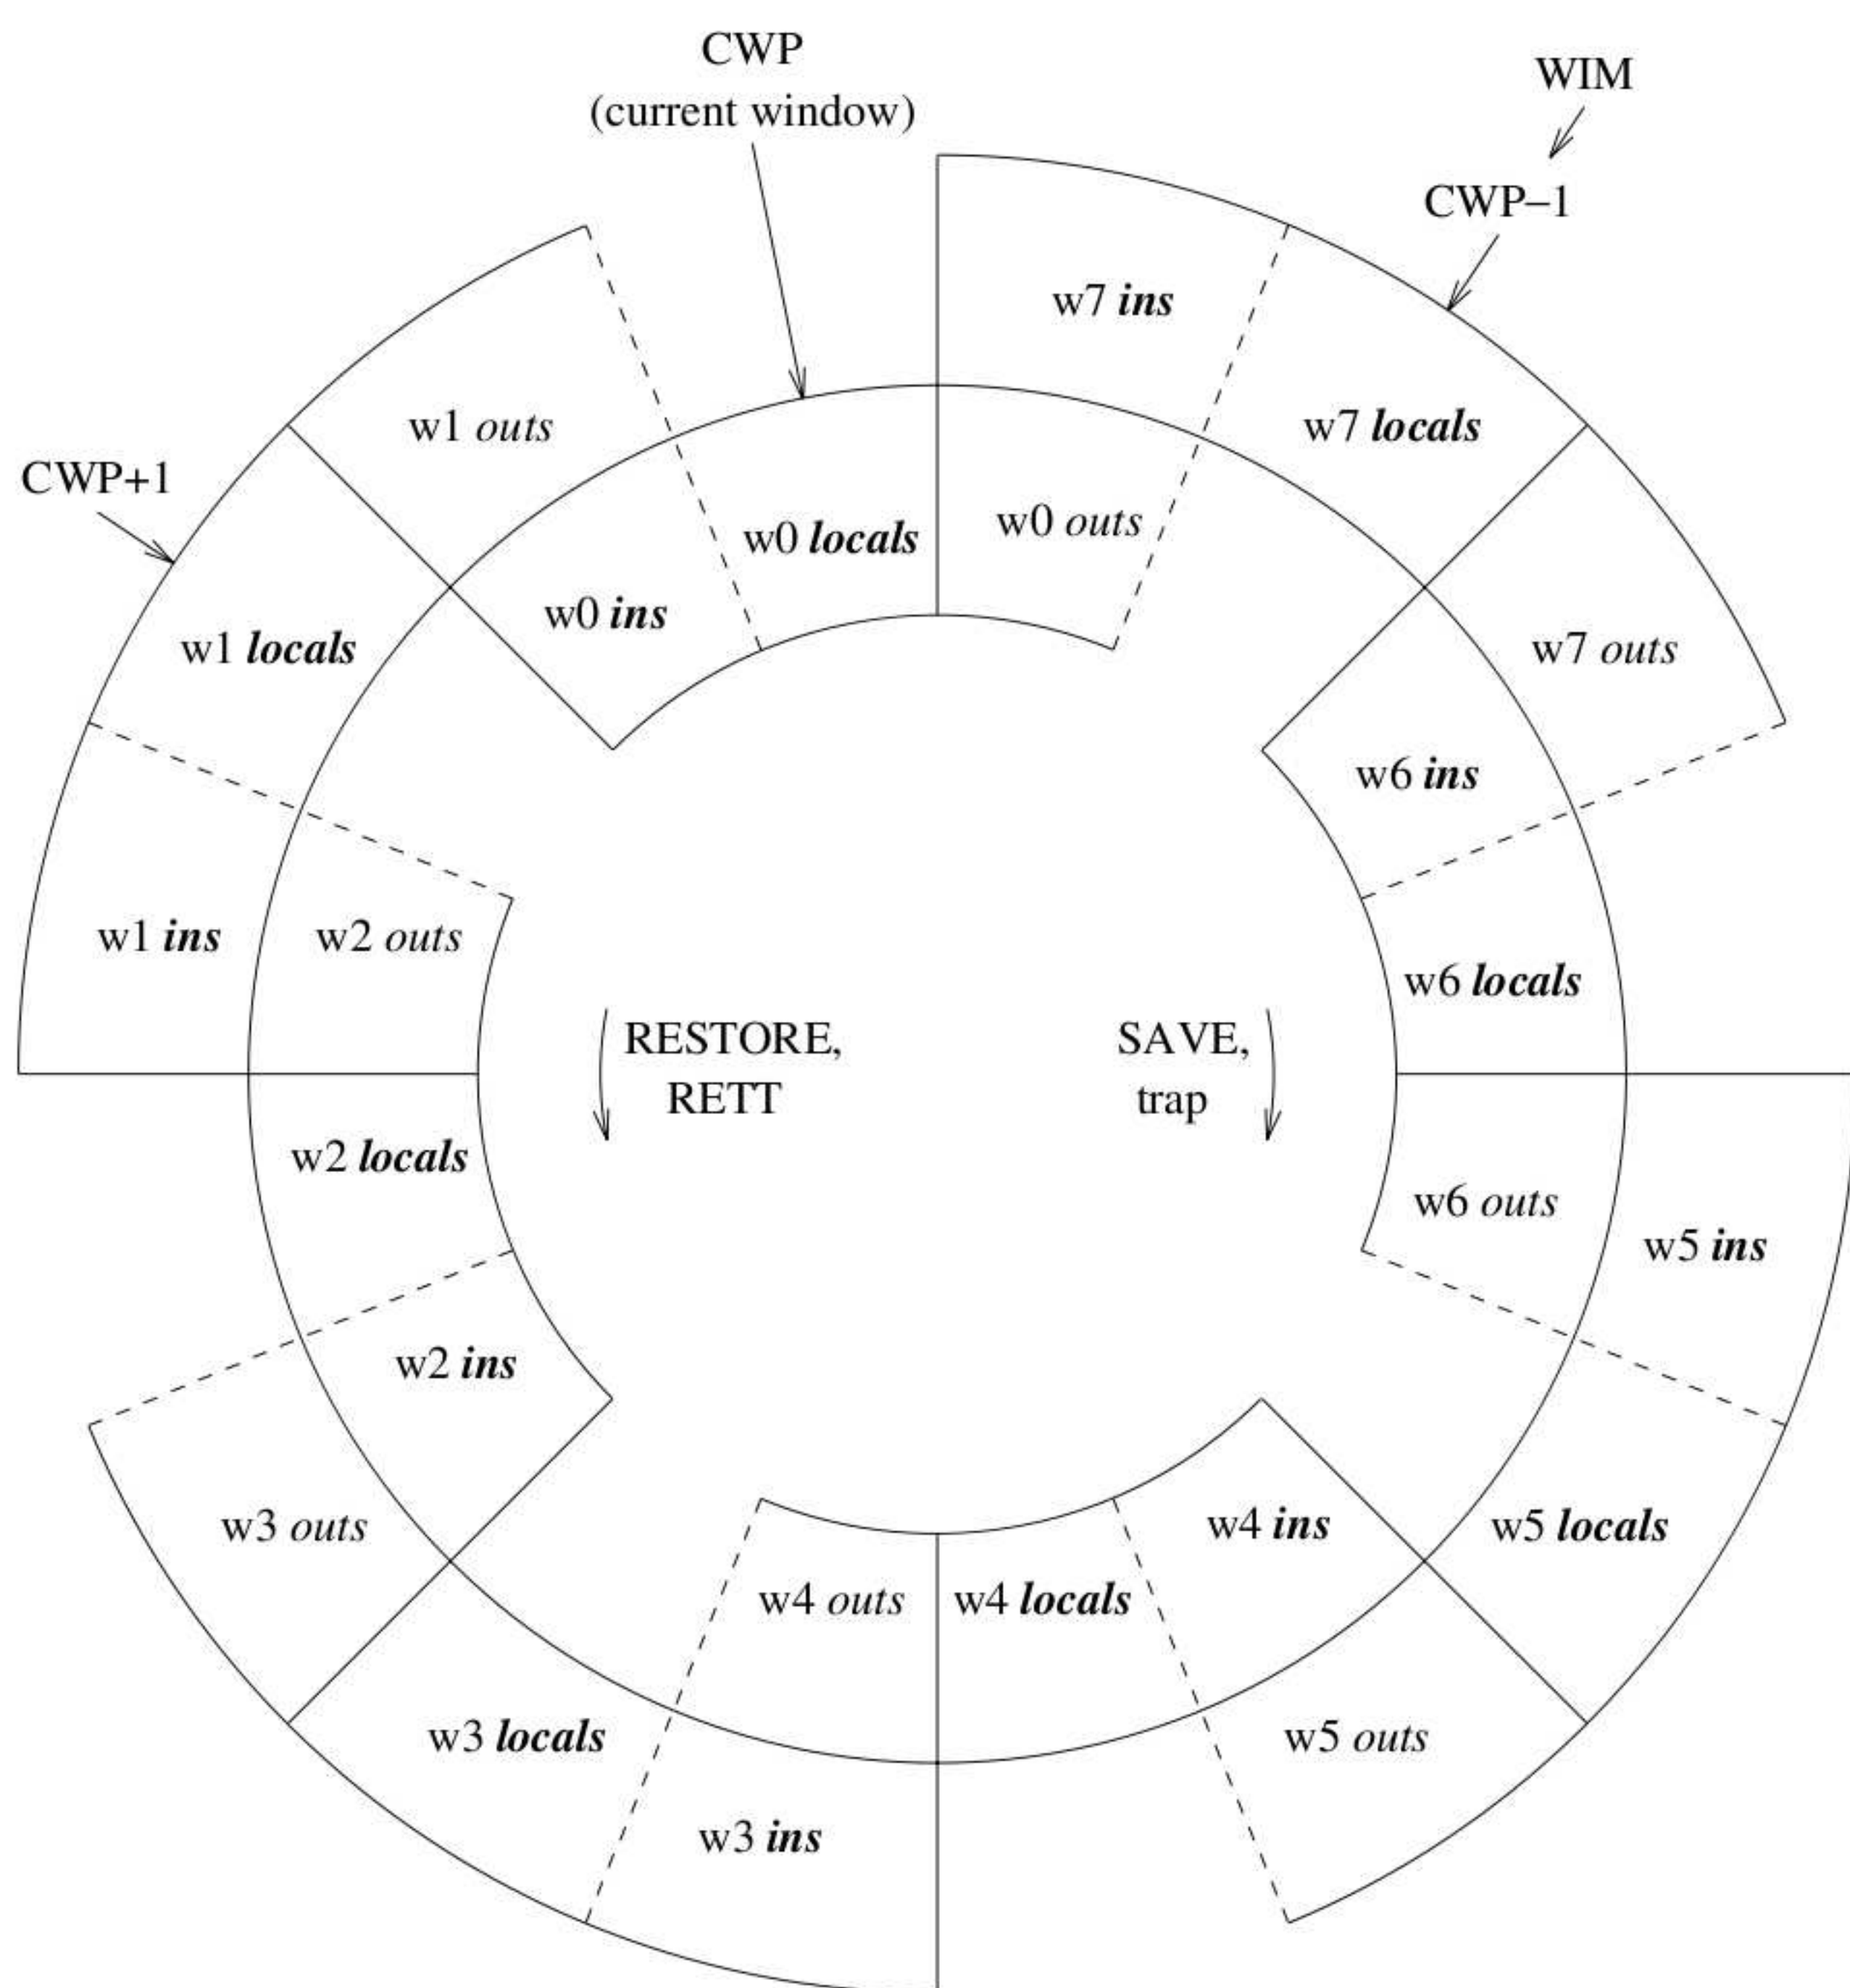 CWP
(current window)
WIM
CWP–1
w7 ins
w1 outs
w7 locals
CWP+1
w0 outs
w0 locals
w0 ins
w1 locals
w7 outs
w6 ins
w1 ins
w2 outs
w6 locals
RESTORE,
RETT
SAVE,
trap
w2 locals
w6 outs
w5 ins
w2 ins
w3 outs
w4 ins
w5 locals
w4 outs
w4 locals
w3 locals
w5 outs
w3 ins